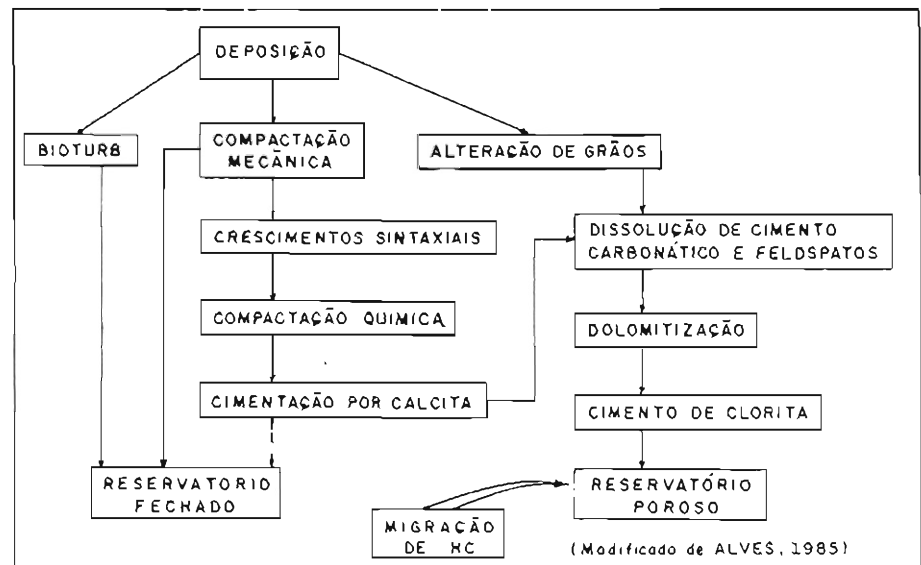 DEPOSIÇÃO
BIOTURB
COMPACTAÇÃO
MECÂNICA
ALTERAÇÃO DE GRÃOS
CRESCIMENTOS SINTAXIAIS
DISSOLUÇÃO DE CIMENTO
CARBONÁTICO E FELDSPATOS
COMPACTAÇÃO QUIMICA
DOLOMITIZAÇÃO
CIMENTAÇÃO POR CALCITA
CIMENTO DE CLORITA
RESERVATORIO
FECHADO
RESERVATÓRIO
POROSO
MIGRAÇÃO
DE HC
(Modificado de ALVES, 1985)